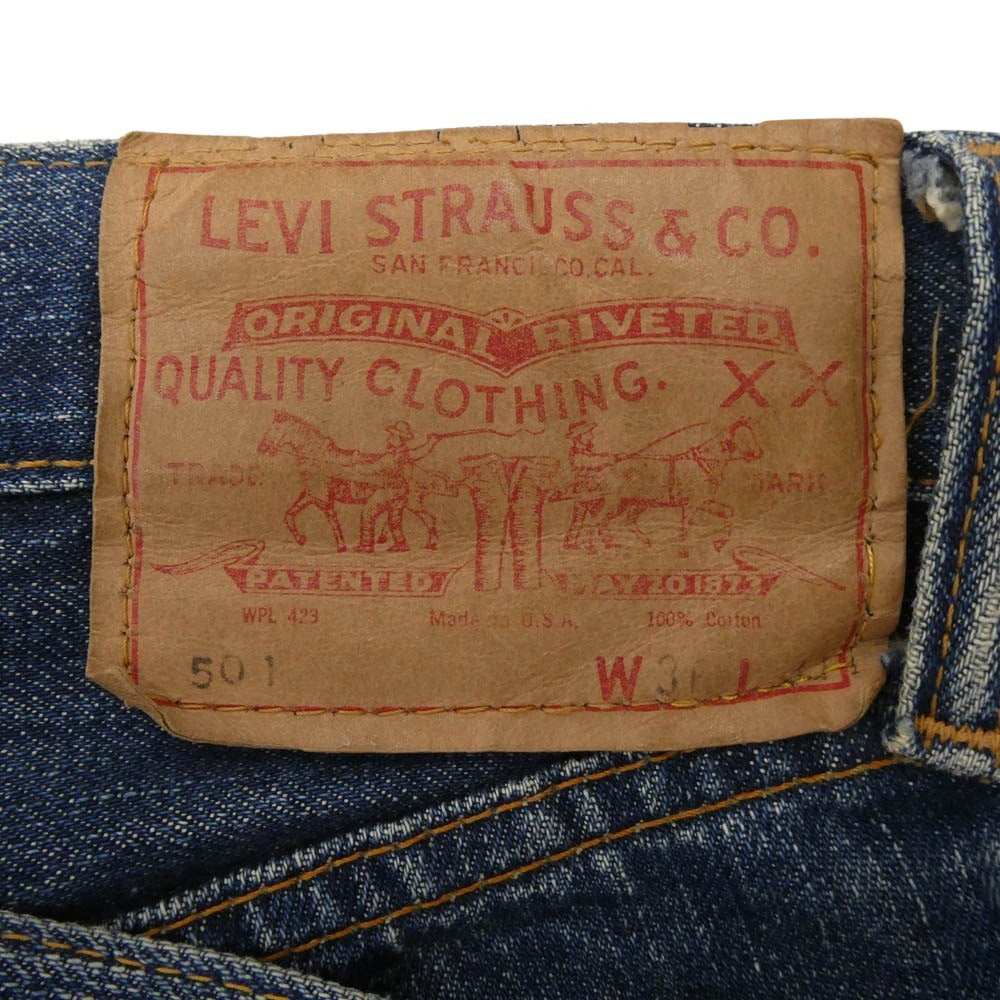 LEVI STRAUSS & CO.
SAN FRANCISCO, CAL.
ORIGINAL RIVETED
QUALITY CLOTHING. XX
TRADE MARK
PATENTED MAY 20 1873
WPL 423 Made in U.S.A. 100% Cotton
501 W L